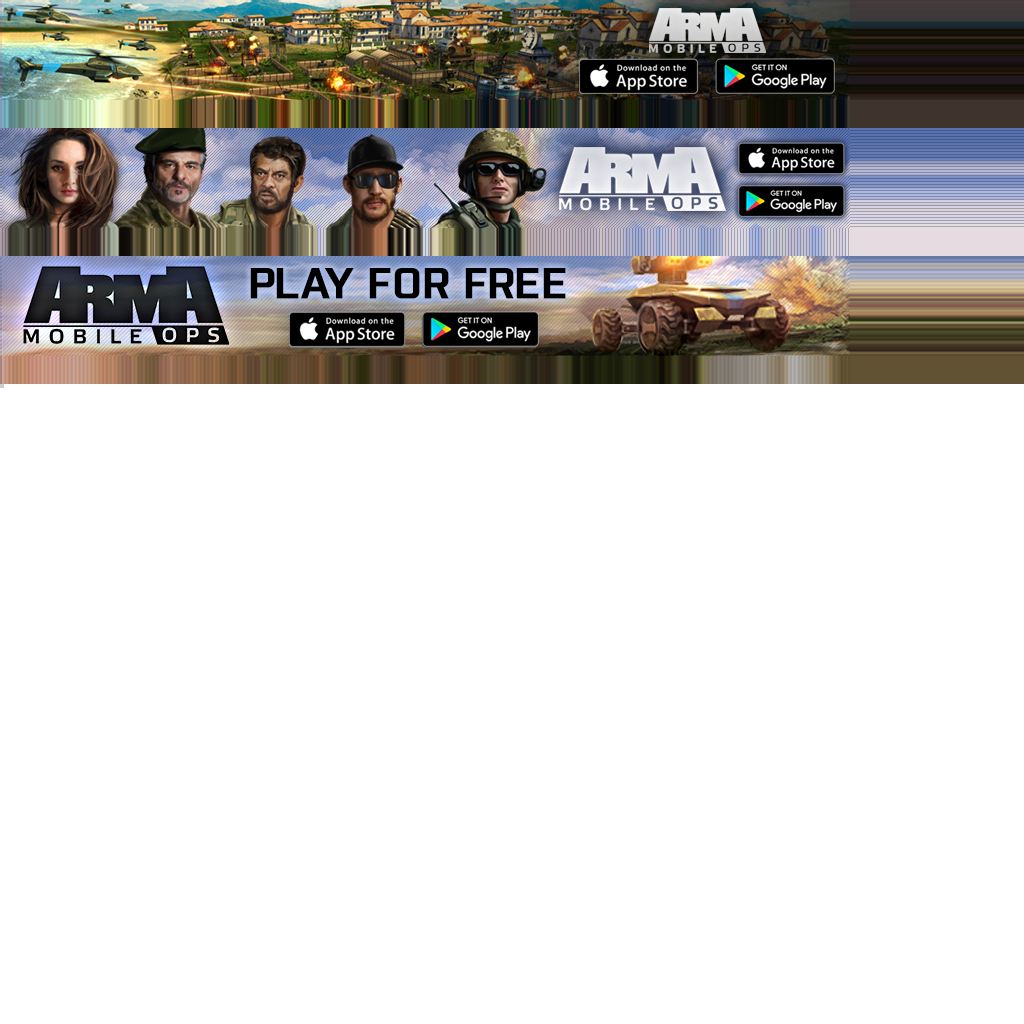 ARMA
MOBILE OPS
Download on the
App Store
GET IT ON
Google Play
ARMA
MOBILE OPS
Download on the
App Store
GET IT ON
Google Play
ARMA
MOBILE OPS
PLAY FOR FREE
Download on the
App Store
GET IT ON
Google Play